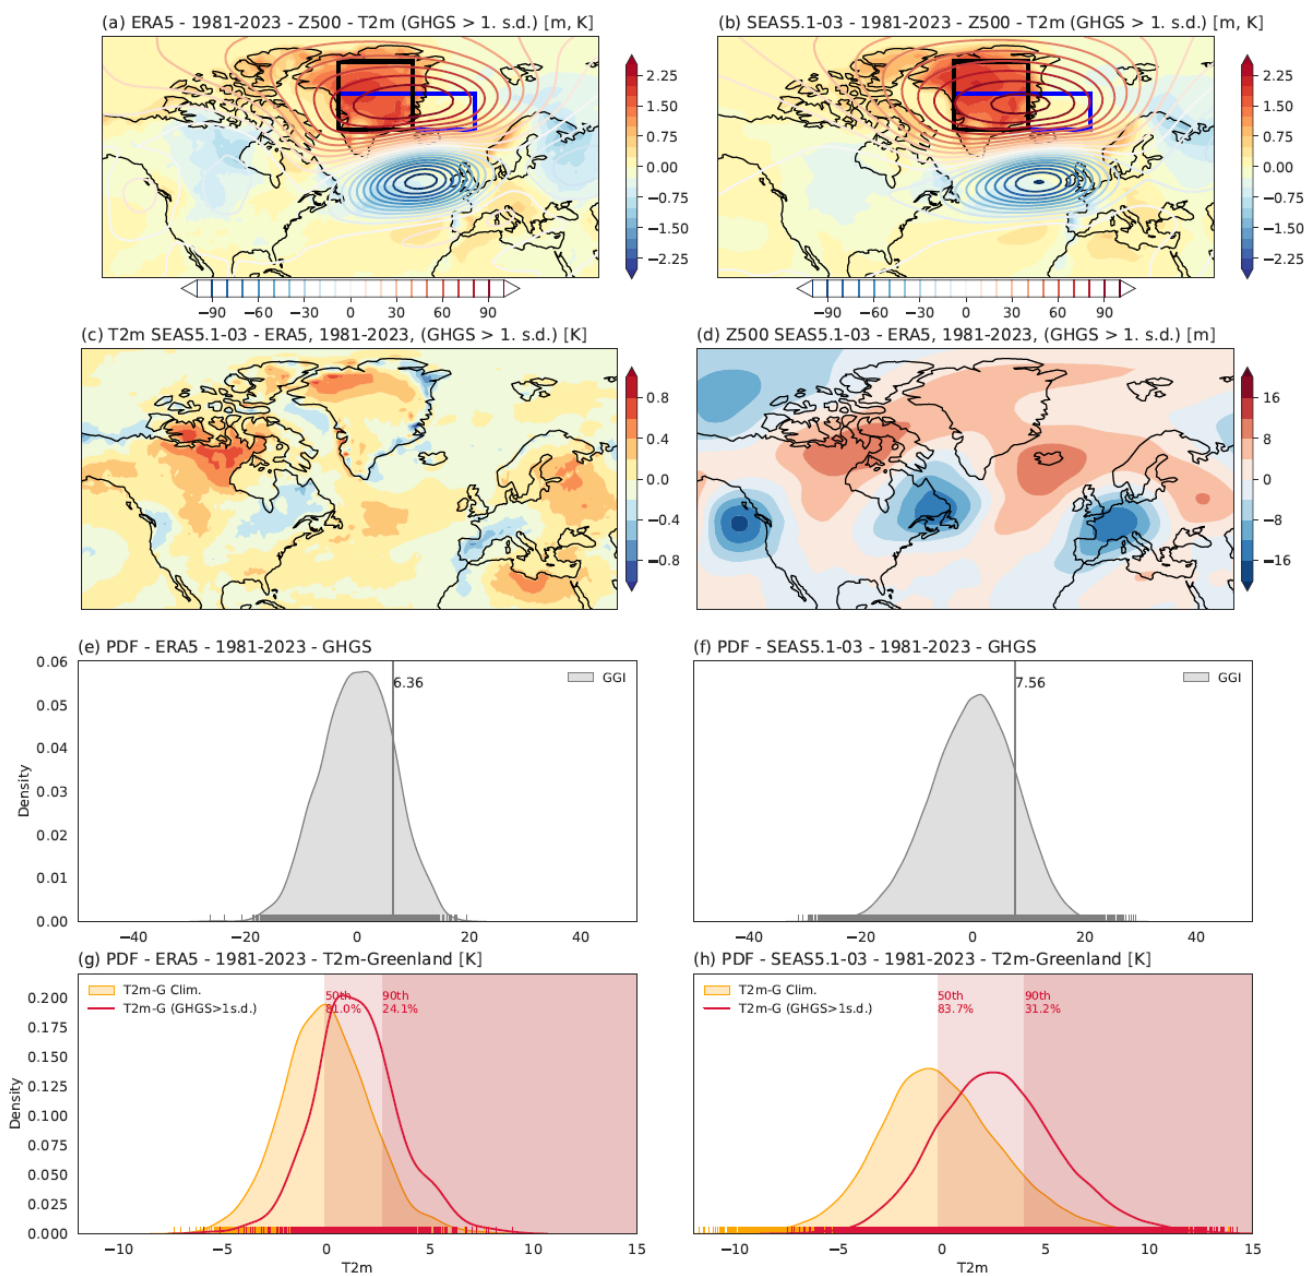 (a) ERA5 - 1981-2023 - Z500 - T2m (GHGS > 1. s.d.) [m, K]
(b) SEAS5.1-03 - 1981-2023 - Z500 - T2m (GHGS > 1. s.d.) [m, K]
2.25
1.50
0.75
0.00
−0.75
−1.50
−2.25
2.25
1.50
0.75
0.00
−0.75
−1.50
−2.25
−90 −60 −30 0 30 60 90
−90 −60 −30 0 30 60 90
(c) T2m SEAS5.1-03 - ERA5, 1981-2023, (GHGS > 1. s.d.) [K]
(d) Z500 SEAS5.1-03 - ERA5, 1981-2023, (GHGS > 1. s.d.) [m]
0.8
0.4
0.0
−0.4
−0.8
16
8
0
−8
−16
(e) PDF - ERA5 - 1981-2023 - GHGS
(f) PDF - SEAS5.1-03 - 1981-2023 - GHGS
0.06
0.05
0.04
0.03
0.02
0.01
0.00
Density
6.36
GGI
7.56
GGI
−40 −20 0 20 40
−40 −20 0 20 40
(g) PDF - ERA5 - 1981-2023 - T2m-Greenland [K]
(h) PDF - SEAS5.1-03 - 1981-2023 - T2m-Greenland [K]
0.200
0.175
0.150
0.125
0.100
0.075
0.050
0.025
0.000
Density
T2m-G Clim.
T2m-G (GHGS>1s.d.)
50th
81.0%
90th
24.1%
T2m-G Clim.
T2m-G (GHGS>1s.d.)
50th
83.7%
90th
31.2%
−10 −5 0 5 10 15
T2m
−10 −5 0 5 10 15
T2m